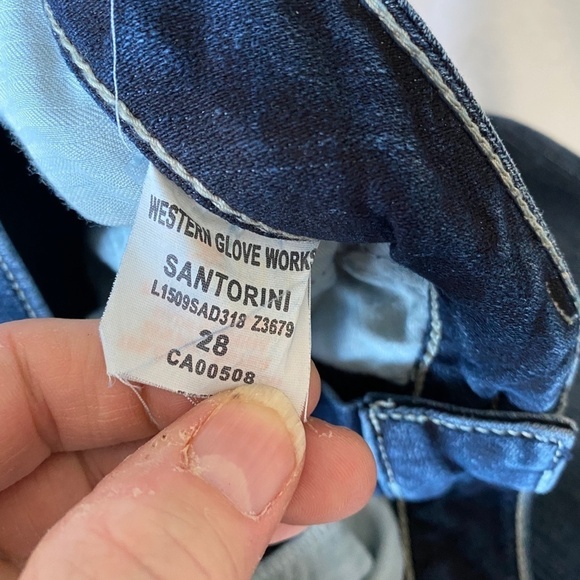 WESTERN GLOVE WORKS
SANTORINI
L1509SAD318 Z3679
28
CA00508